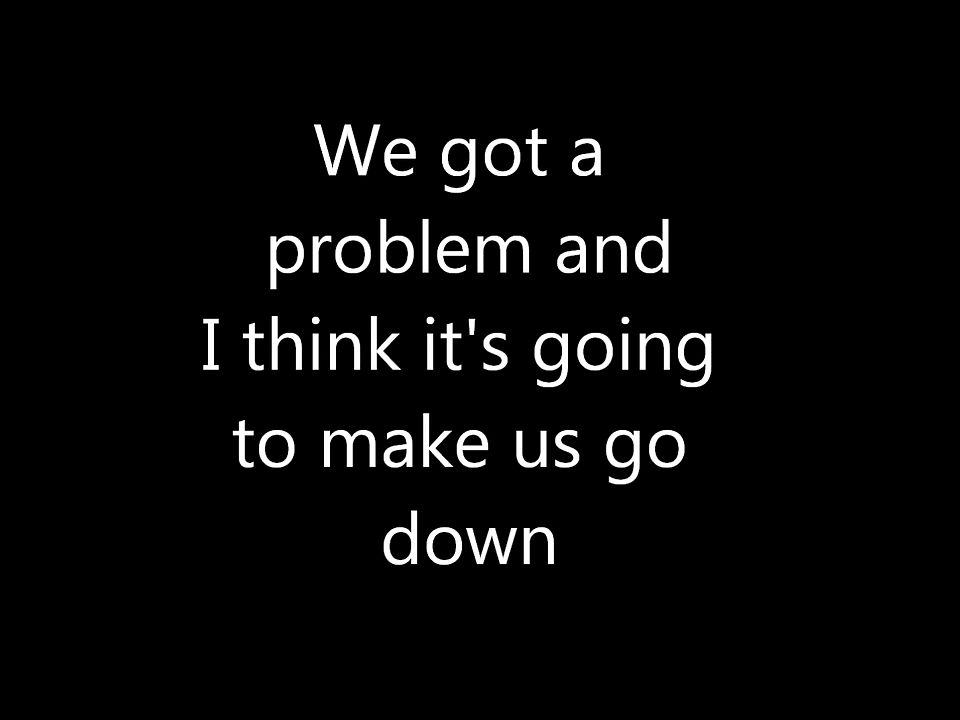 We got a
problem and
I think it's going
to make us go
down